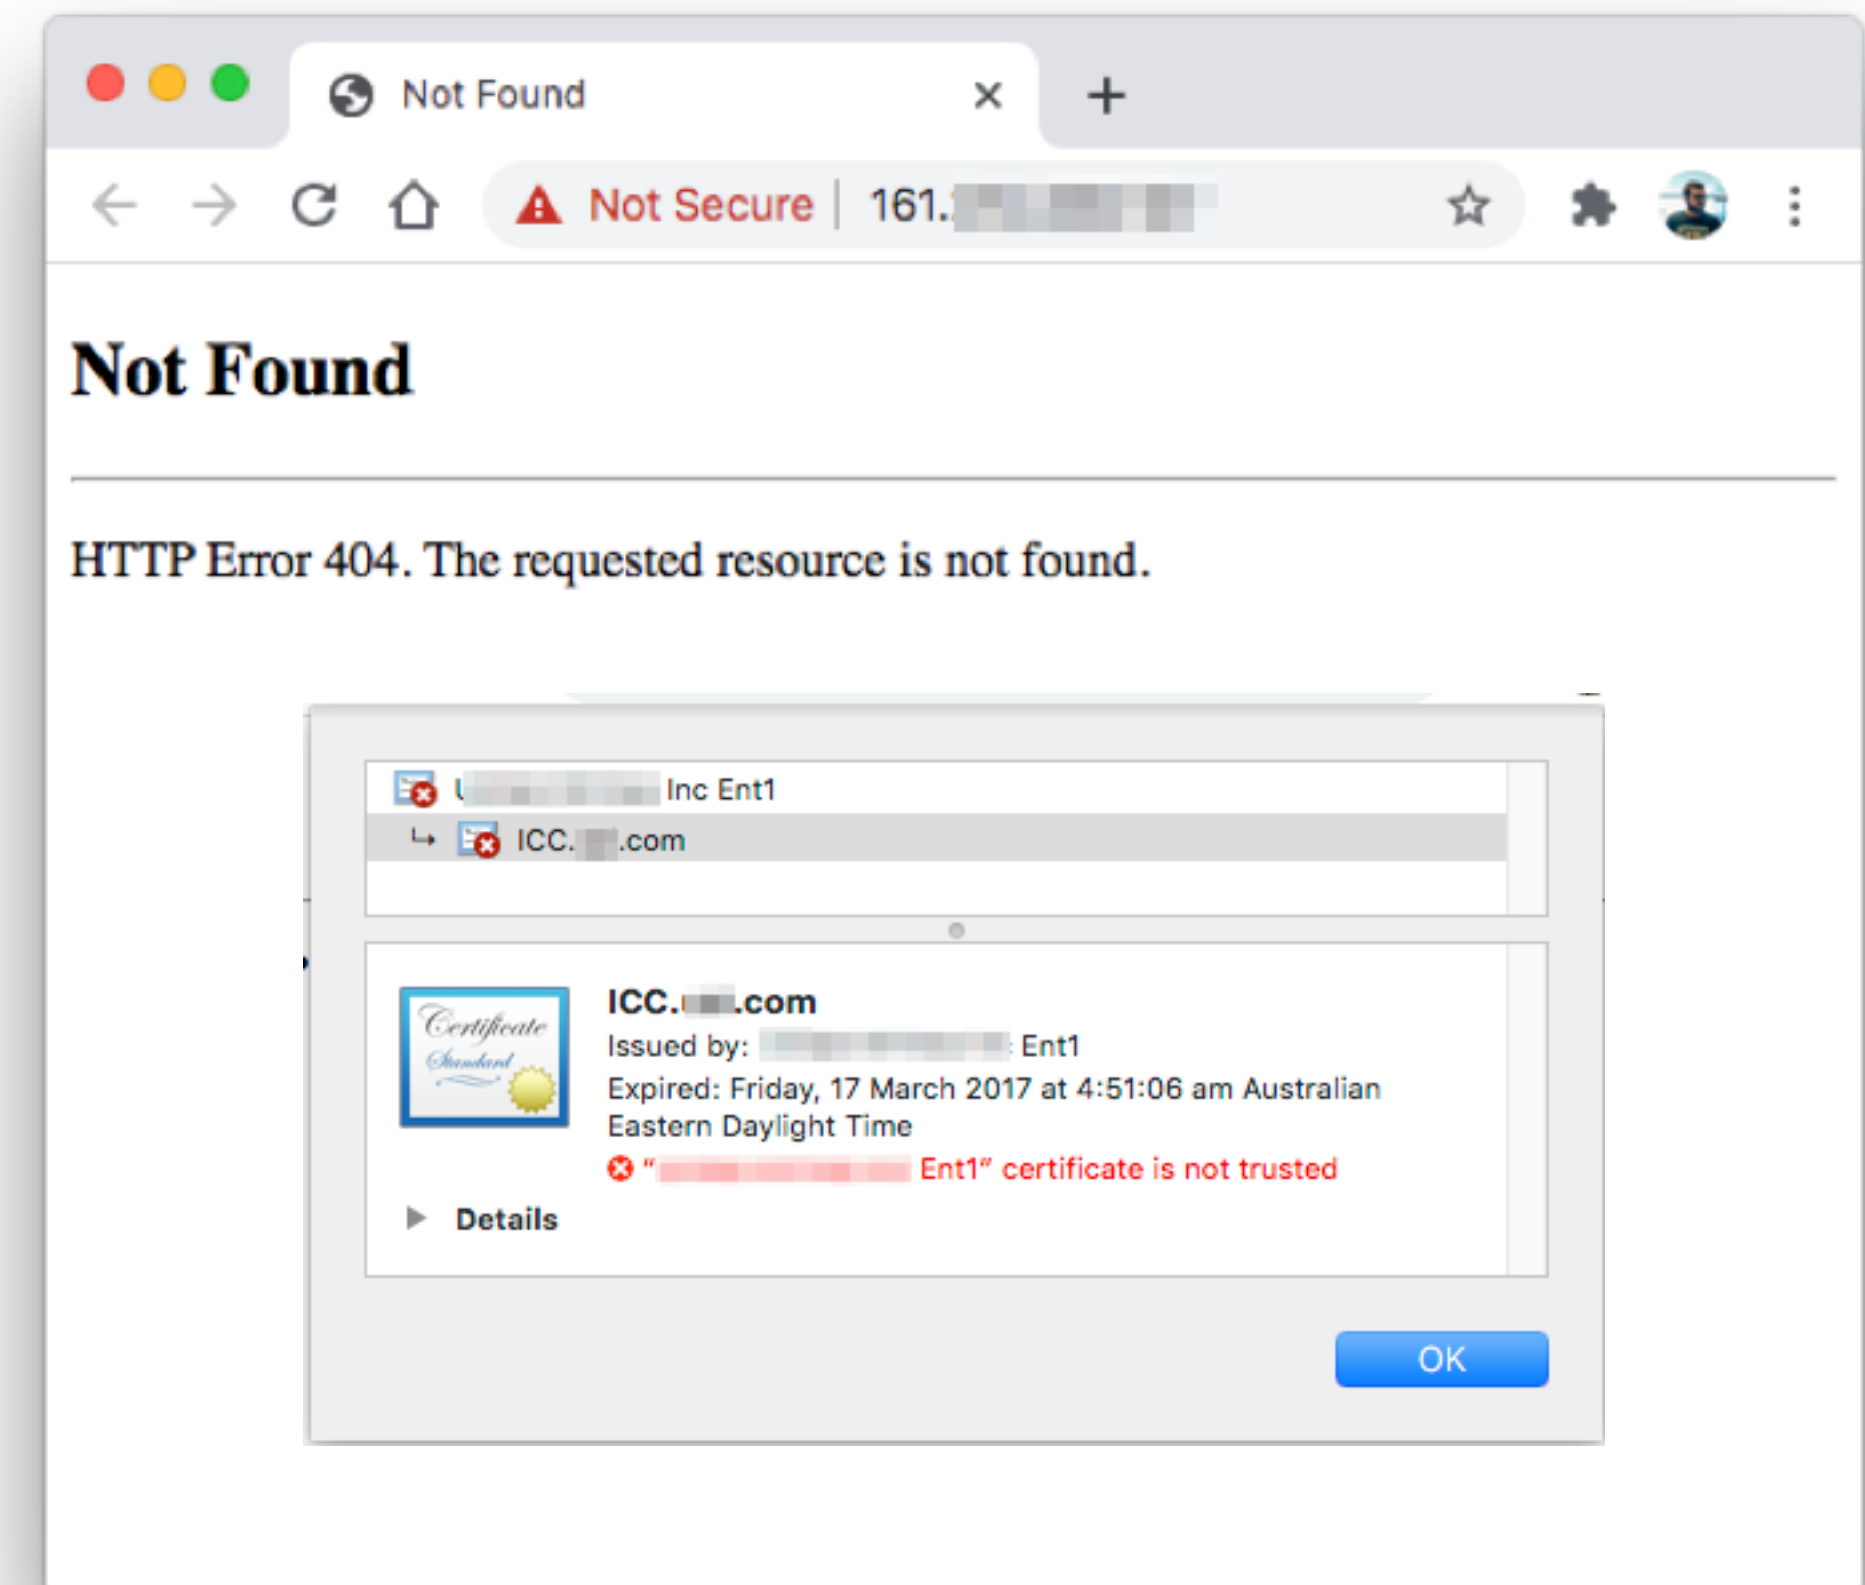 Not Found
Not Secure 161.
Not Found
HTTP Error 404. The requested resource is not found.
Inc Ent1
ICC. .com
Certificate
Standard
ICC. .com
Issued by: Ent1
Expired: Friday, 17 March 2017 at 4:51:06 am Australian
Eastern Daylight Time
" Ent1" certificate is not trusted
Details
OK